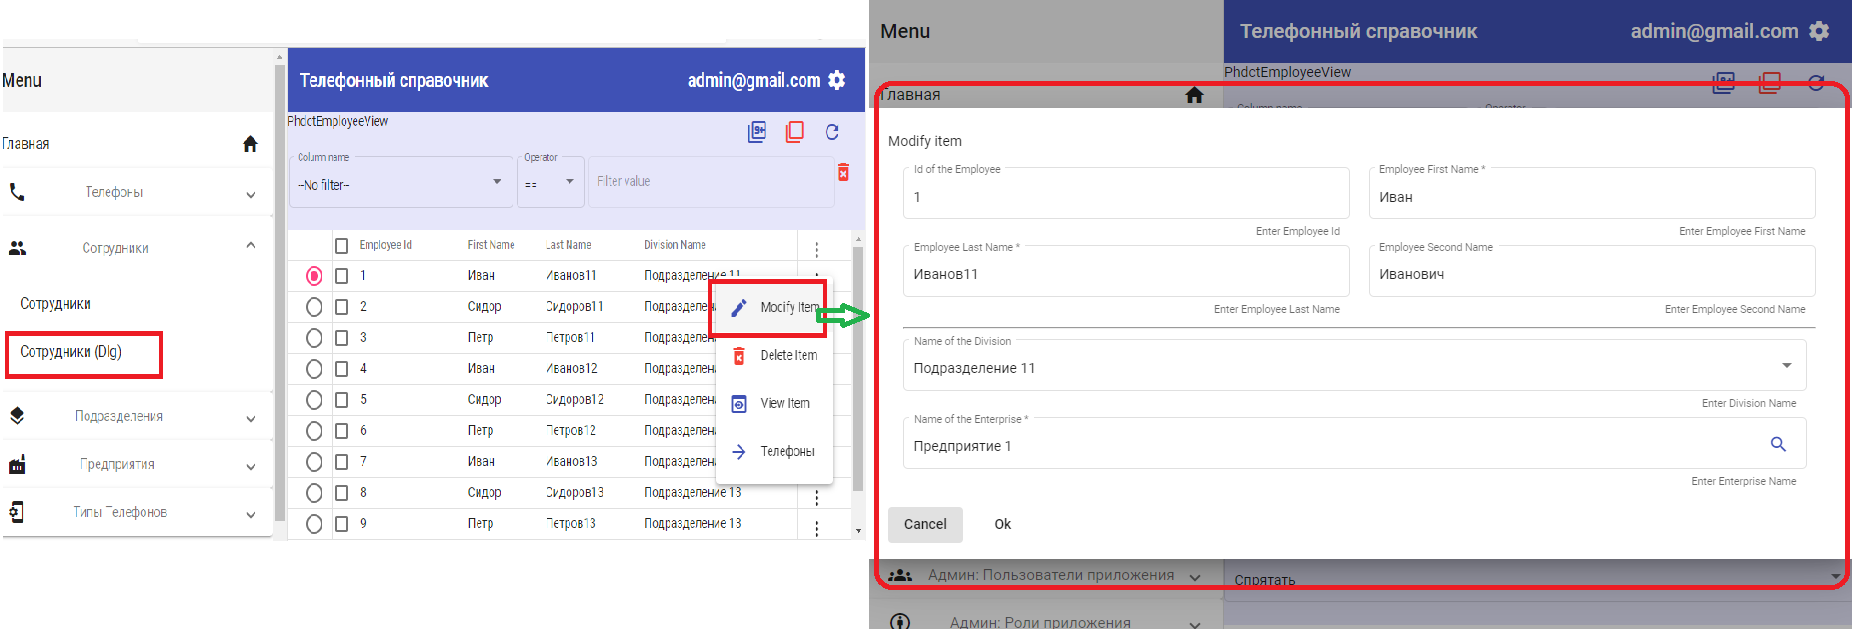 Menu
Телефонный справочник
admin@gmail.com
PhdctEmployeeView
Главная
Column name
--No filter--
Operator
==
Filter value
Телефоны
Сотрудники
Сотрудники
Сотрудники (Dlg)
Подразделения
Предприятия
Типы Телефонов
Employee Id First Name Last Name Division Name
1 Иван Иванов11 Подразделение 11
2 Сидор Сидоров11
3 Петр Петров11
4 Иван Иванов12
5 Сидор Сидоров12
6 Петр Петров12
7 Иван Иванов13
8 Сидор Сидоров13 Подразделение 13
9 Петр Петров13 Подразделение 13
Modify Item
Delete Item
View Item
Телефоны
Menu
Телефонный справочник
admin@gmail.com
PhdctEmployeeView
Главная
Column name
Operator
Modify item
Id of the Employee
1
Enter Employee Id
Employee First Name *
Иван
Enter Employee First Name
Employee Last Name *
Иванов11
Enter Employee Last Name
Employee Second Name
Иванович
Enter Employee Second Name
Name of the Division
Подразделение 11
Enter Division Name
Name of the Enterprise *
Предприятие 1
Enter Enterprise Name
Cancel
Ok
Админ: Пользователи приложения
Спрятать
Админ: Роли приложения